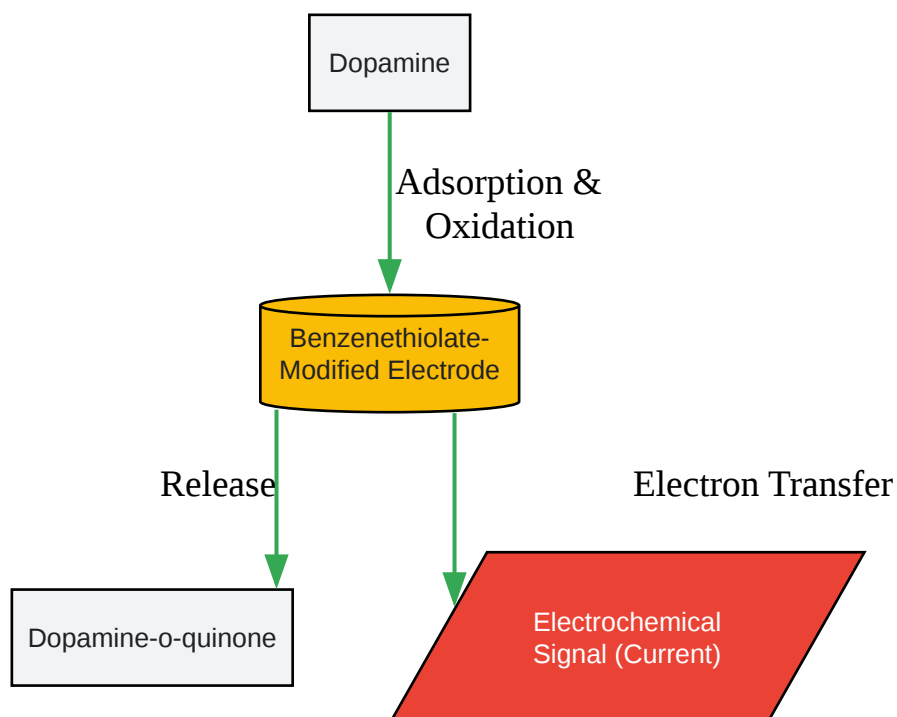 Dopamine
Adsorption &
Oxidation
Benzenethiolate-
Modified Electrode
Release
Electron Transfer
Dopamine-o-quinone
Electrochemical
Signal (Current)